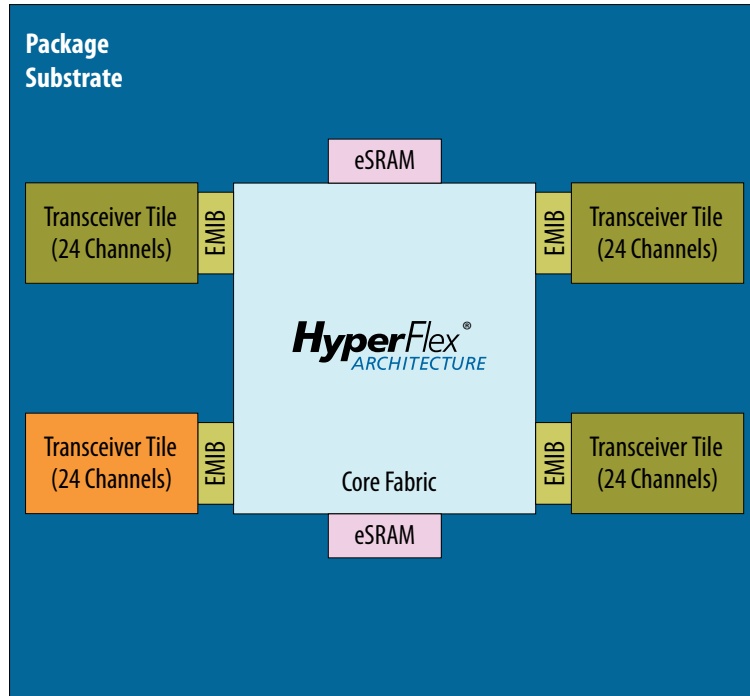 Package
Substrate
eSRAM
Transceiver Tile
(24 Channels)
EMIB
EMIB
Transceiver Tile
(24 Channels)
HyperFlex®
ARCHITECTURE
Transceiver Tile
(24 Channels)
EMIB
Core Fabric
EMIB
Transceiver Tile
(24 Channels)
eSRAM